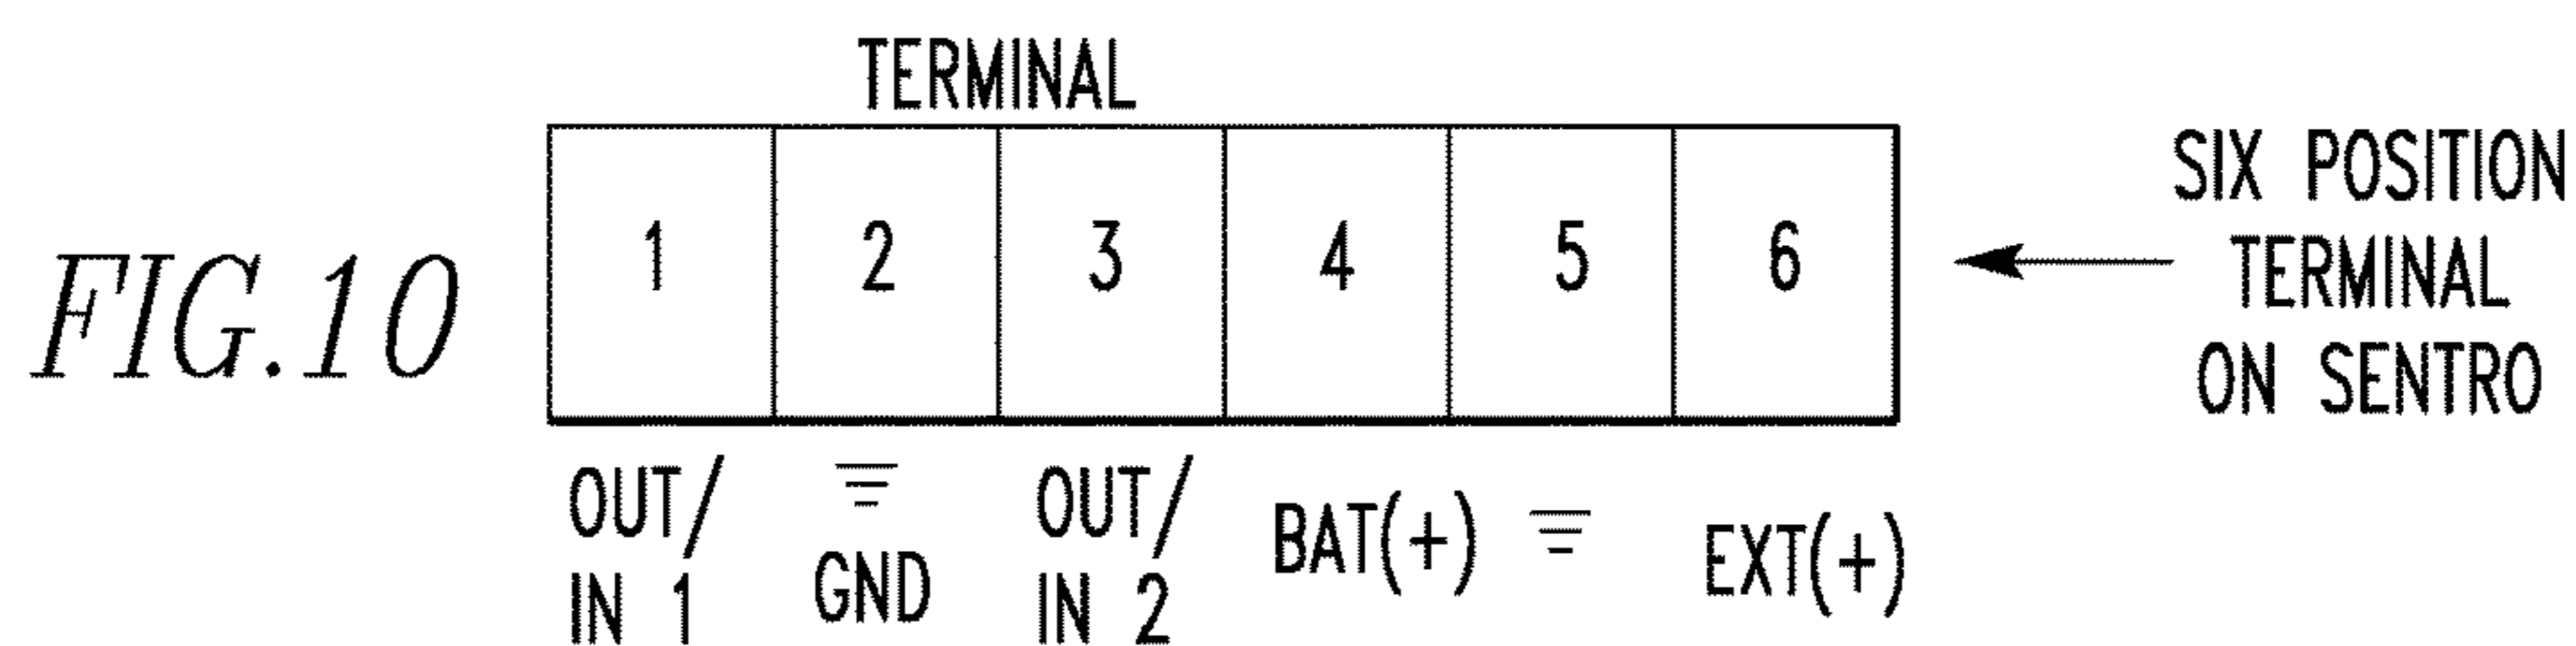 FIG.10
TERMINAL
1 2 3 4 5 6
OUT/
IN 1
GND
OUT/
IN 2
BAT(+)
EXT(+)
SIX POSITION
TERMINAL
ON SENTRO